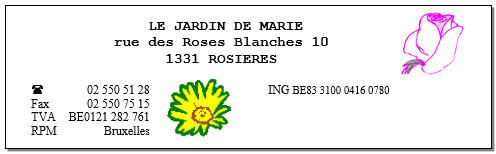 LE JARDIN DE MARIE
rue des Roses Blanches 10
1331 ROSIERES
☎ 02 550 51 28
Fax 02 550 75 15
TVA BE0121 282 761
RPM Bruxelles
ING BE83 3100 0416 0780